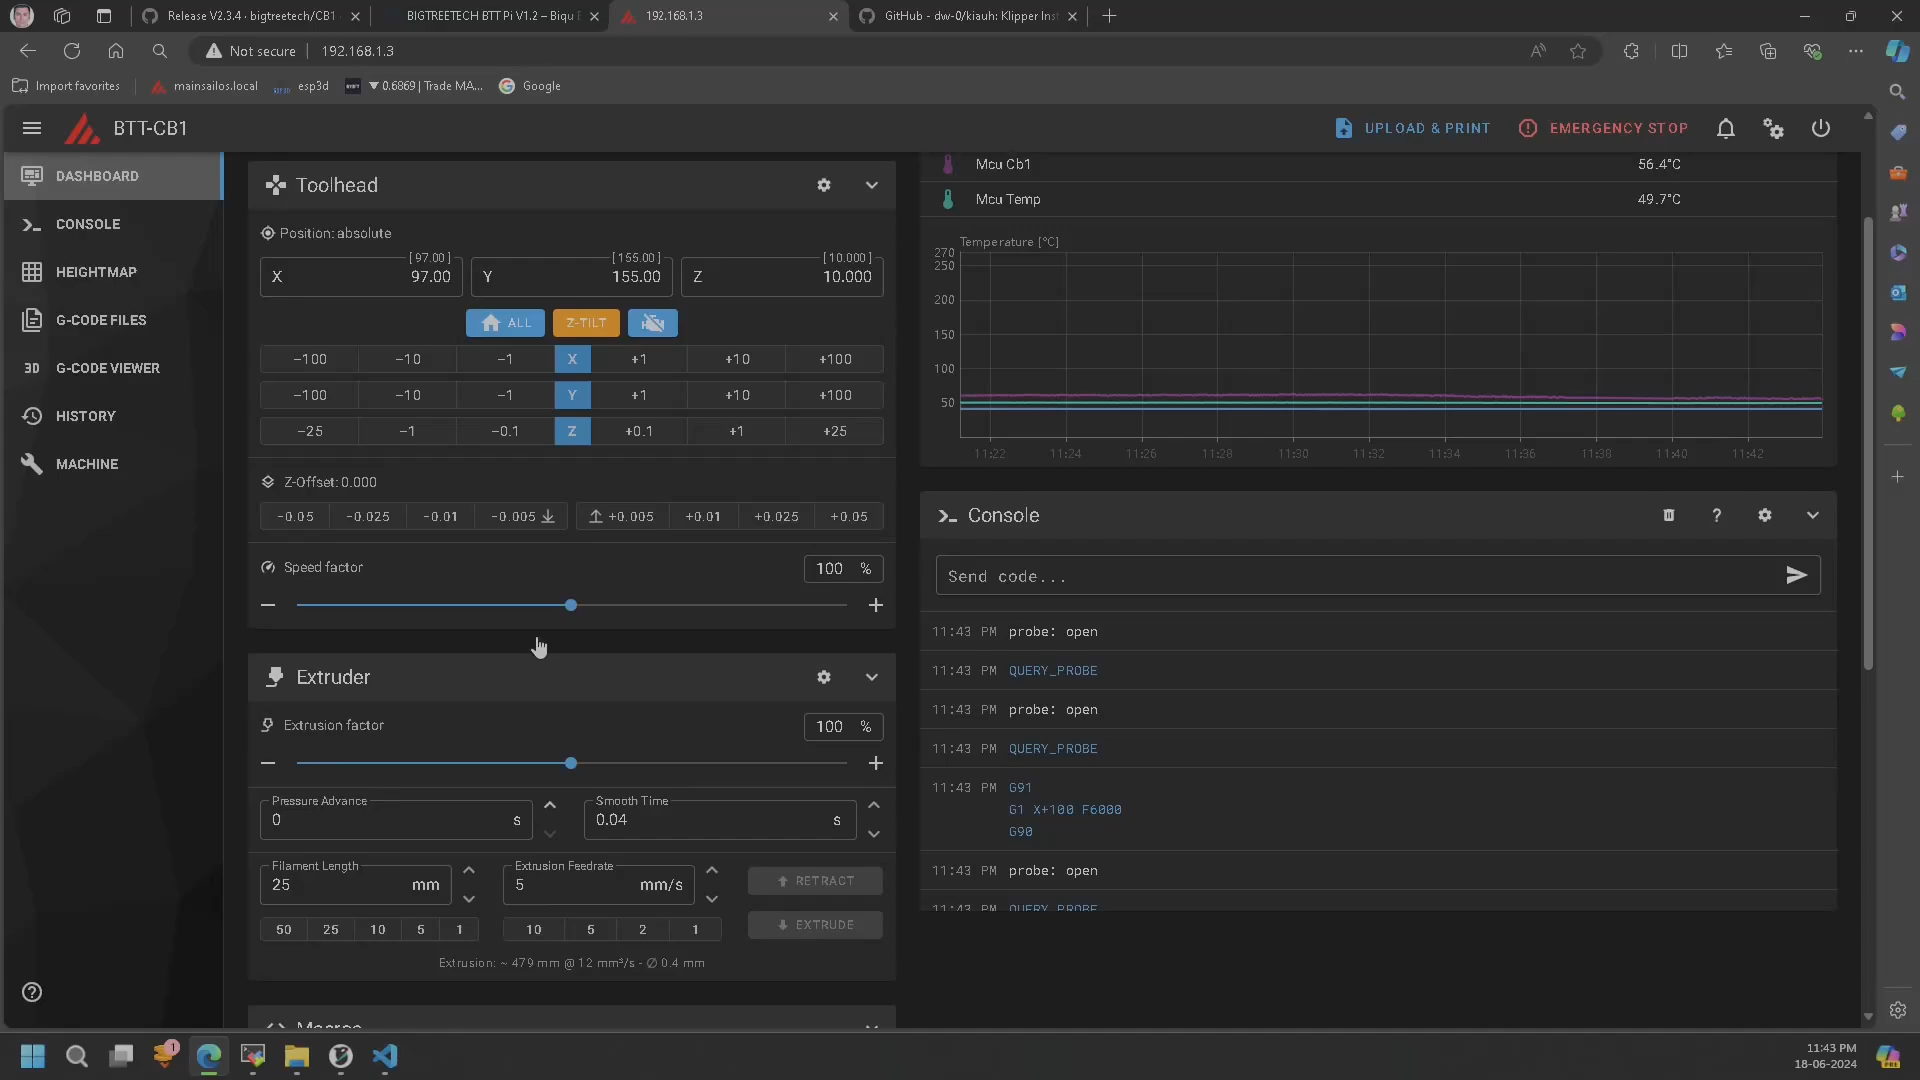 Release V2.3.4 · bigtreetech/CB1
BIGTREETECH BTT Pi V1.2 – Biqu E
192.168.1.3
GitHub - dw-0/kiauh: Klipper Inst
Not secure
192.168.1.3
Import favorites
mainsailos.local
esp3d
▼0.6869 | Trade MA...
Google
BTT-CB1
UPLOAD & PRINT
EMERGENCY STOP
DASHBOARD
CONSOLE
HEIGHTMAP
G-CODE FILES
3D G-CODE VIEWER
HISTORY
MACHINE
Toolhead
Position: absolute
[ 97.00 ] [ 155.00 ] [ 10.000 ]
X 97.00 Y 155.00 Z 10.000
ALL Z-TILT
−100 −10 −1 X +1 +10 +100
−100 −10 −1 Y +1 +10 +100
−25 −1 −0.1 Z +0.1 +1 +25
Z-Offset: 0.000
−0.05 −0.025 −0.01 −0.005 +0.005 +0.01 +0.025 +0.05
Speed factor 100 %
Extruder
Extrusion factor 100 %
Pressure Advance Smooth Time
0 s 0.04 s
Filament Length Extrusion Feedrate
25 mm 5 mm/s
RETRACT
50 25 10 5 1 10 5 2 1
EXTRUDE
Extrusion: ~ 479 mm @ 12 mm³/s - ∅ 0.4 mm
Macros
Mcu Cb1 56.4°C
Mcu Temp 49.7°C
Temperature [°C]
270
250
200
150
100
50
11:22 11:24 11:26 11:28 11:30 11:32 11:34 11:36 11:38 11:40 11:42
Console
Send code...
11:43 PM probe: open
11:43 PM QUERY_PROBE
11:43 PM probe: open
11:43 PM QUERY_PROBE
11:43 PM G91
G1 X+100 F6000
G90
11:43 PM probe: open
11:43 PM QUERY_PROBE
1
11:43 PM
18-06-2024